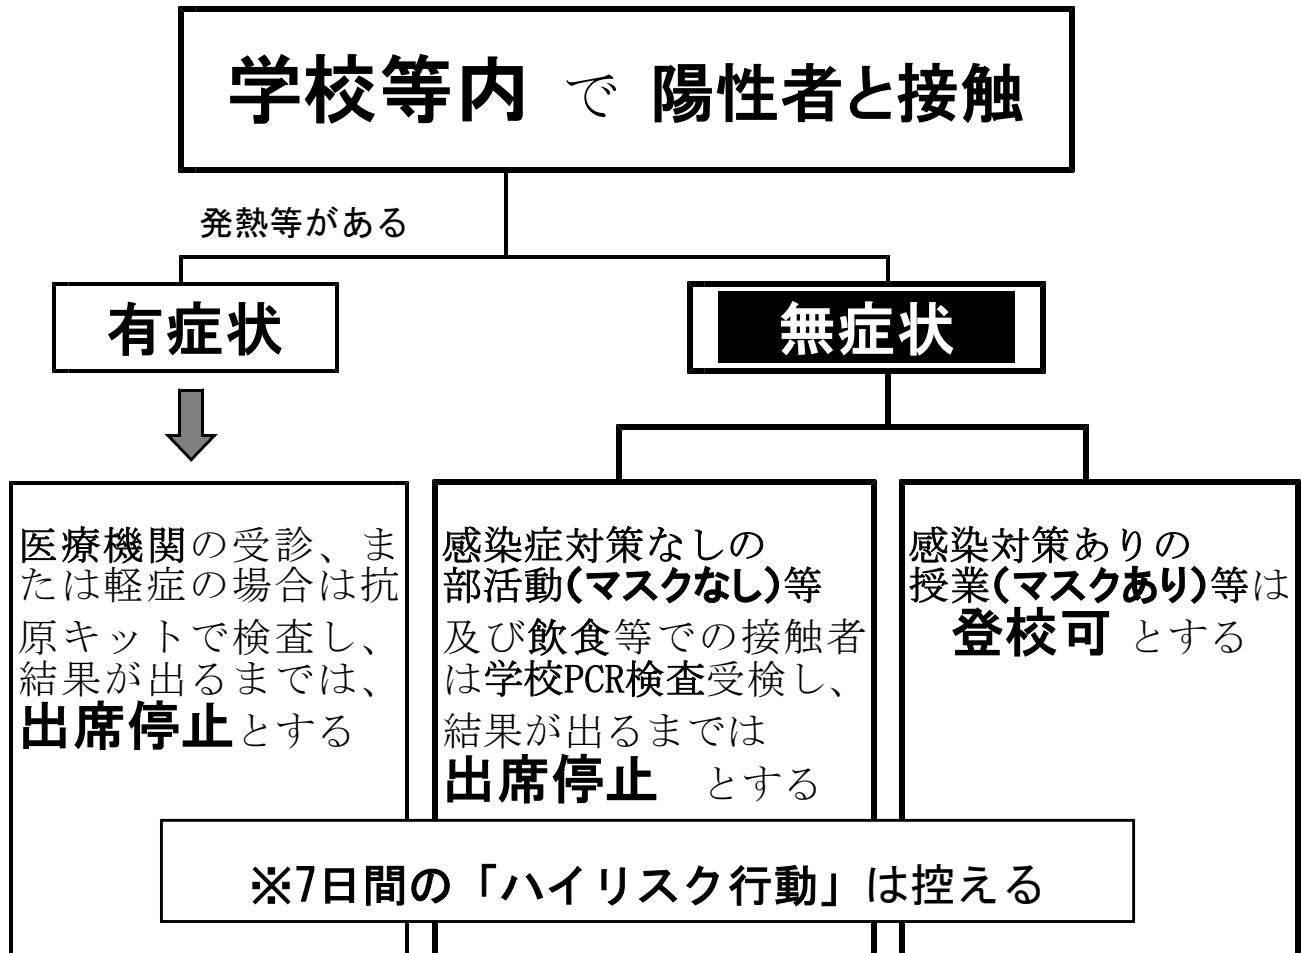 学校等内 で 陽性者と接触
発熱等がある
有症状
無症状
医療機関の受診、ま
たは軽症の場合は抗
原キットで検査し、
結果が出るまでは、
出席停止とする
感染症対策なしの
部活動(マスクなし)等
及び飲食等での接触者
は学校PCR検査受検し、
結果が出るまでは
出席停止 とする
感染対策ありの
授業(マスクあり)等は
登校可 とする
※7日間の「ハイリスク行動」は控える